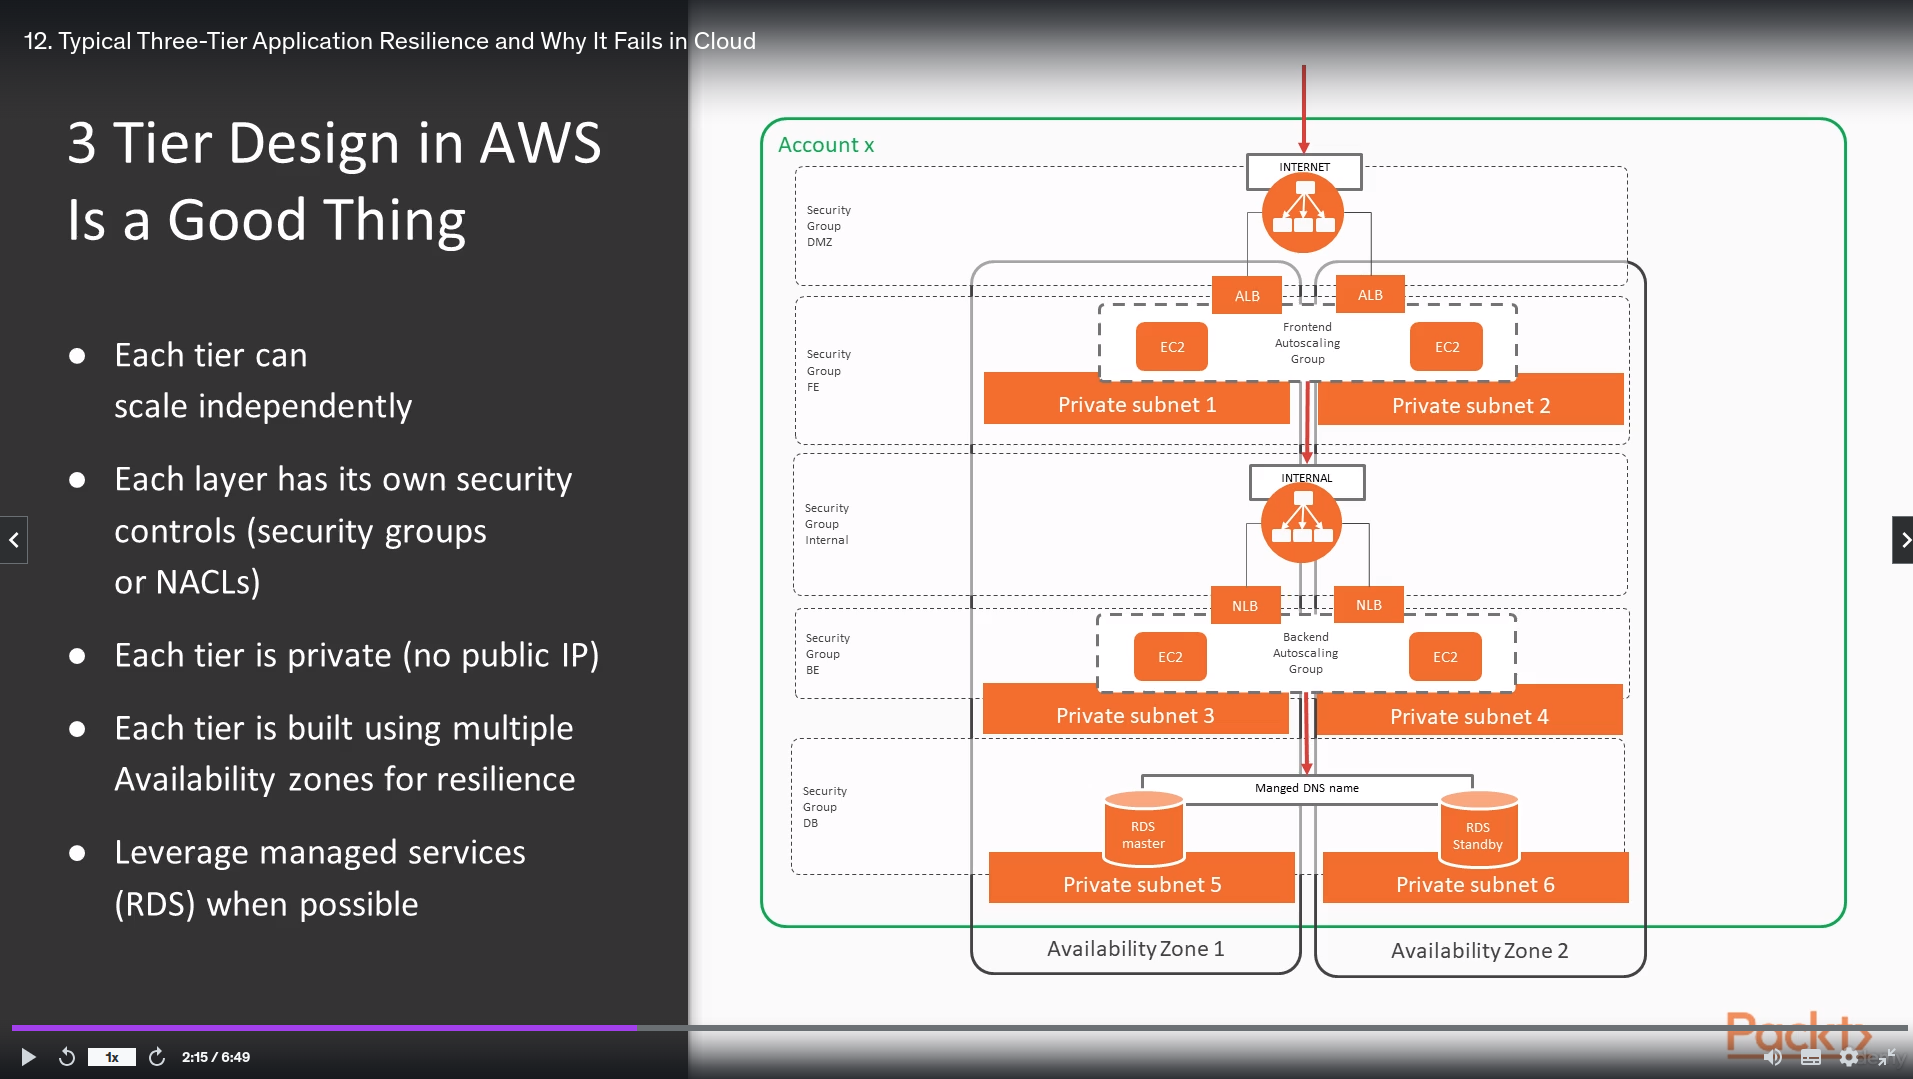 12. Typical Three-Tier Application Resilience and Why It Fails in Cloud
3 Tier Design in AWS
Is a Good Thing
Each tier can
scale independently
Each layer has its own security
controls (security groups
or NACLs)
Each tier is private (no public IP)
Each tier is built using multiple
Availability zones for resilience
Leverage managed services
(RDS) when possible
Account x
INTERNET
Security
Group
DMZ
ALB
ALB
Security
Group
FE
EC2
Frontend
Autoscaling
Group
EC2
Private subnet 1
Private subnet 2
INTERNAL
Security
Group
Internal
NLB
NLB
Security
Group
BE
EC2
Backend
Autoscaling
Group
EC2
Private subnet 3
Private subnet 4
Manged DNS name
Security
Group
DB
RDS
master
RDS
Standby
Private subnet 5
Private subnet 6
Availability Zone 1
Availability Zone 2
Packt
1x
2:15 / 6:49